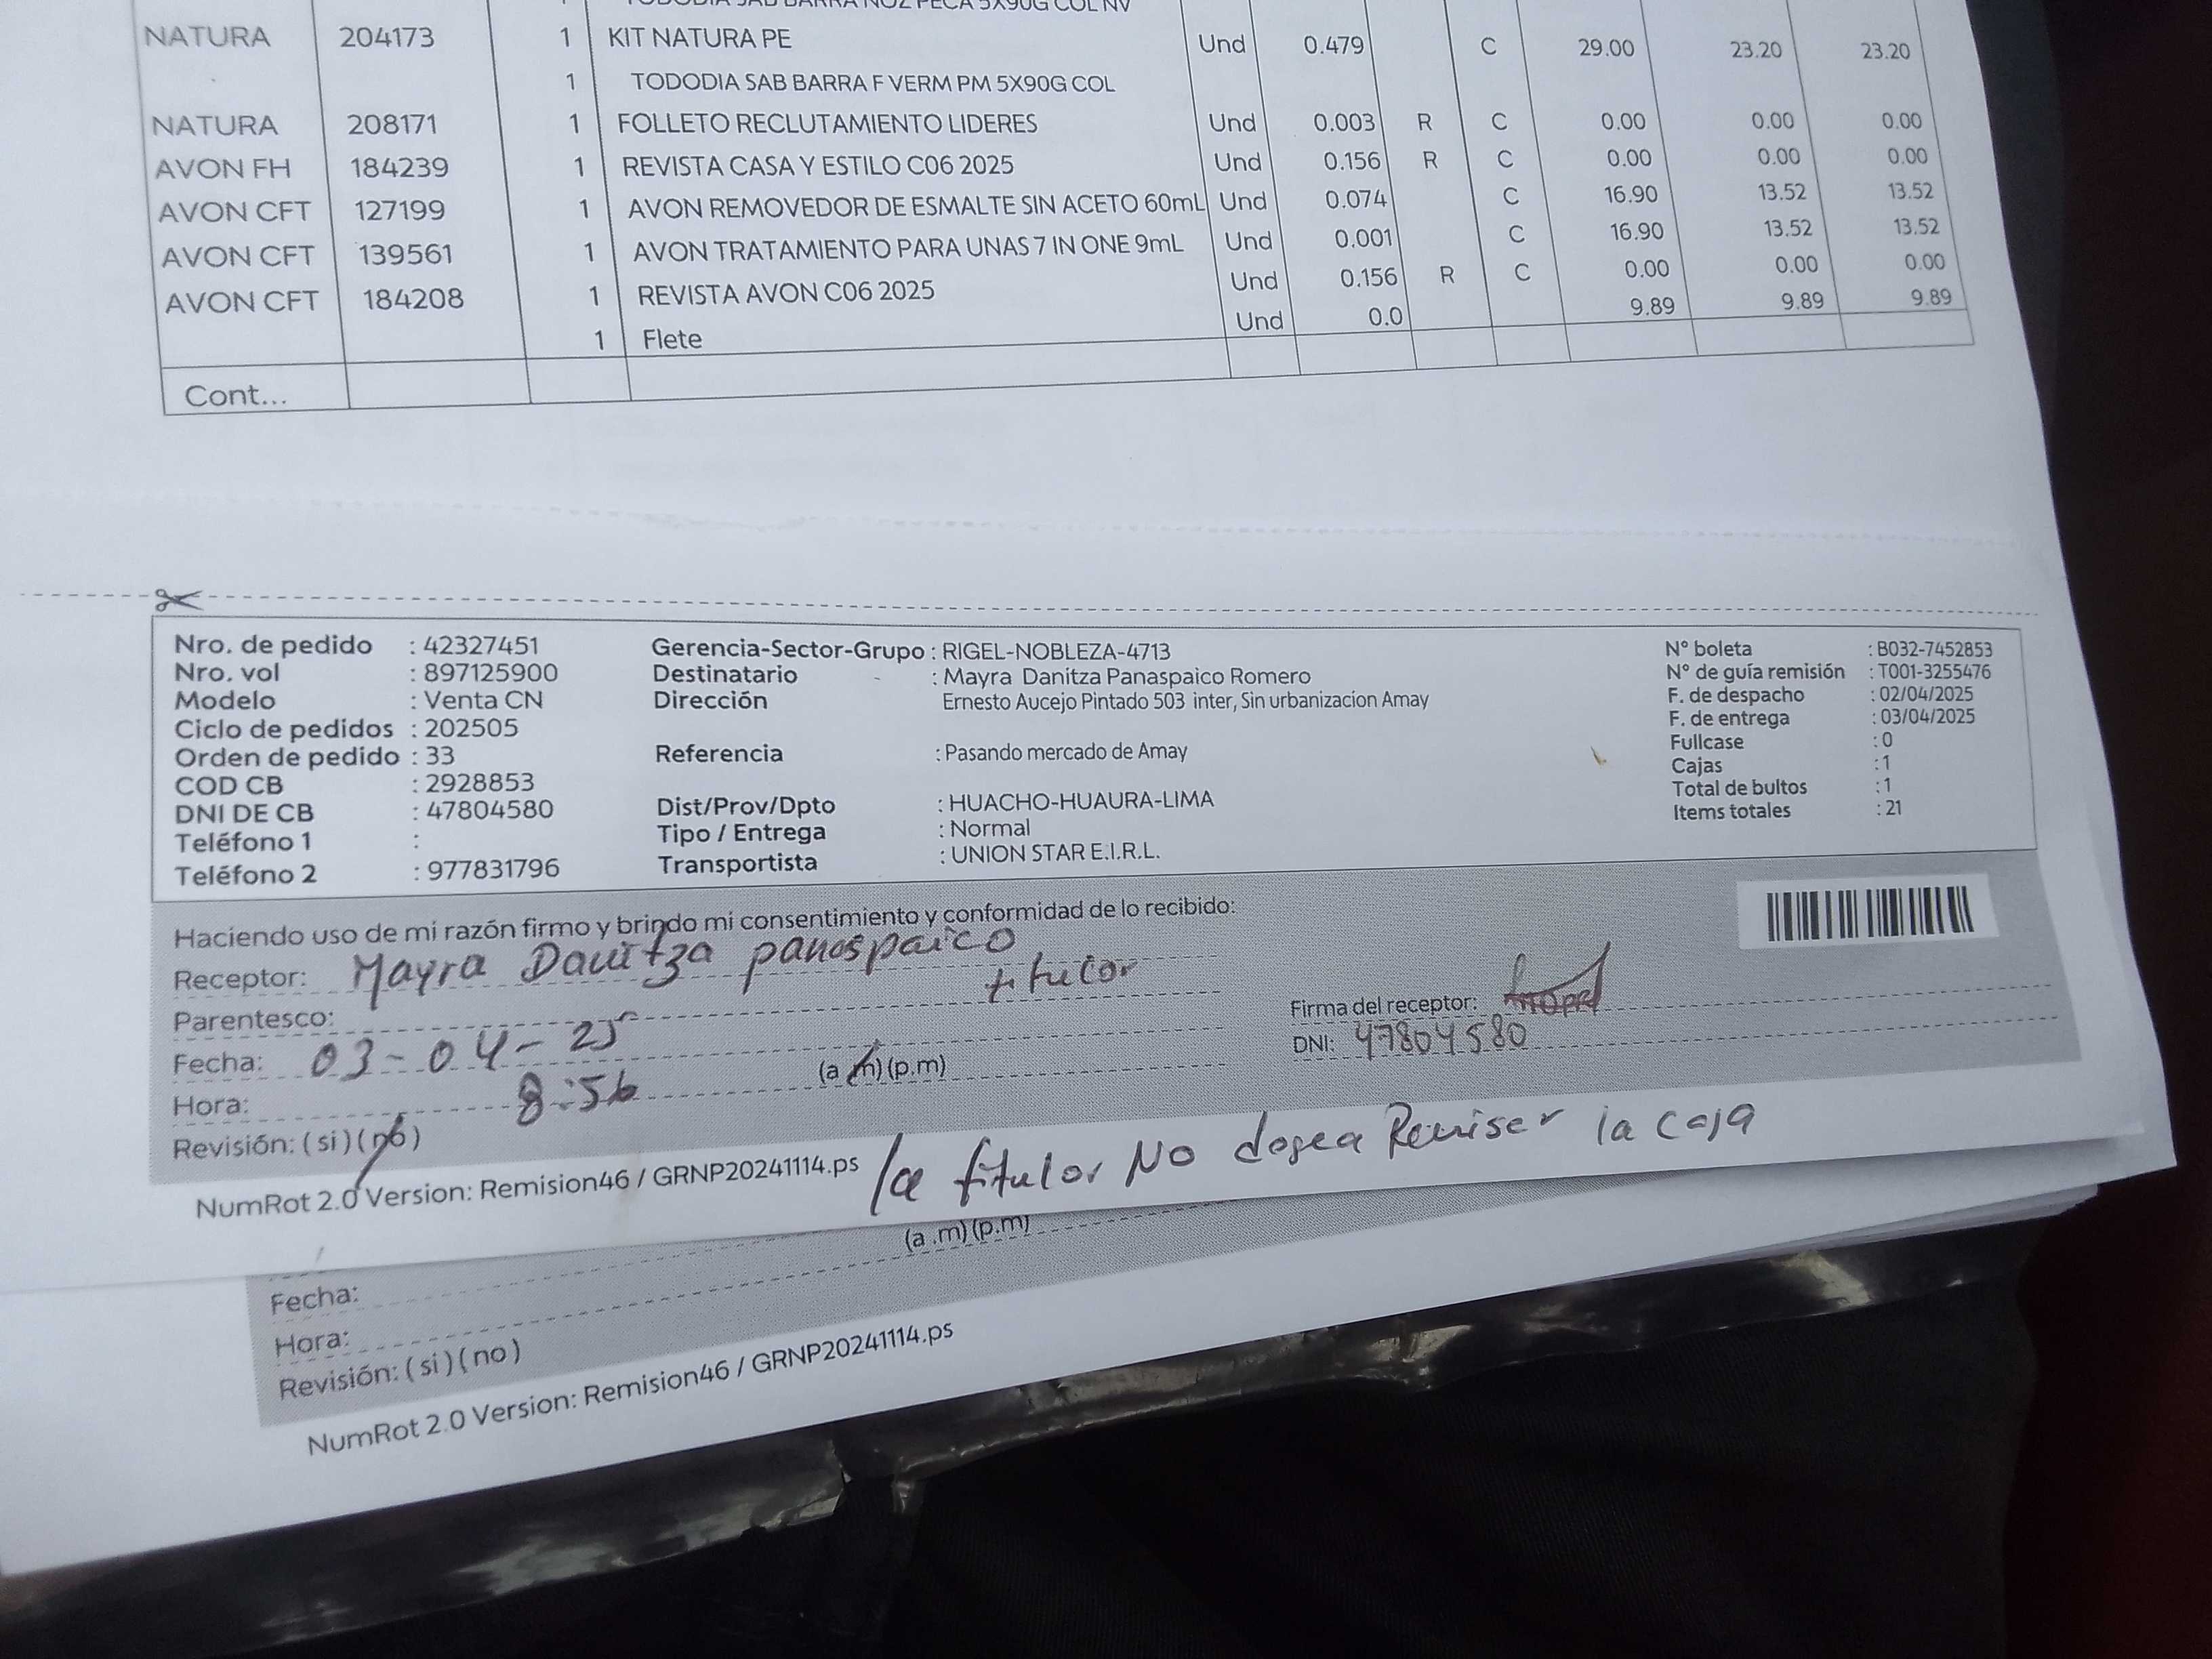 TODODIA SAB BARRA NOZ PECA 5X90G COL NV
NATURA 204173 1 KIT NATURA PE Und 0.479 C 29.00 23.20 23.20
1 TODODIA SAB BARRA F VERM PM 5X90G COL
NATURA 208171 1 FOLLETO RECLUTAMIENTO LIDERES Und 0.003 R C 0.00 0.00 0.00
AVON FH 184239 1 REVISTA CASA Y ESTILO C06 2025 Und 0.156 R C 0.00 0.00 0.00
AVON CFT 127199 1 AVON REMOVEDOR DE ESMALTE SIN ACETO 60mL Und 0.074 C 16.90 13.52 13.52
AVON CFT 139561 1 AVON TRATAMIENTO PARA UNAS 7 IN ONE 9mL Und 0.001 C 16.90 13.52 13.52
AVON CFT 184208 1 REVISTA AVON C06 2025 Und 0.156 R C 0.00 0.00 0.00
1 Flete Und 0.0 9.89 9.89 9.89
Cont...
Nro. de pedido : 42327451 Gerencia-Sector-Grupo : RIGEL-NOBLEZA-4713 N° boleta : B032-7452853
Nro. vol : 897125900 Destinatario : Mayra Danitza Panaspaico Romero N° de guía remisión : T001-3255476
Modelo : Venta CN Dirección Ernesto Aucejo Pintado 503 inter, Sin urbanizacion Amay F. de despacho : 02/04/2025
Ciclo de pedidos : 202505 F. de entrega : 03/04/2025
Orden de pedido : 33 Referencia : Pasando mercado de Amay Fullcase : 0
COD CB : 2928853 Cajas : 1
DNI DE CB : 47804580 Dist/Prov/Dpto : HUACHO-HUAURA-LIMA Total de bultos : 1
Teléfono 1 : Tipo / Entrega : Normal Items totales : 21
Teléfono 2 : 977831796 Transportista : UNION STAR E.I.R.L.
Haciendo uso de mi razón firmo y brindo mi consentimiento y conformidad de lo recibido:
Receptor: Mayra Danitza panaspaico
Parentesco: titular Firma del receptor:
Fecha: 03-04-25 DNI: 47804580
Hora: 8:56 (a.m)(p.m)
Revisión: (si)(no)
NumRot 2.0 Version: Remision46 / GRNP20241114.ps la titular No desea Revisar la caja
(a .m)(p.m)
Fecha:
Hora:
Revisión: (si)(no)
NumRot 2.0 Version: Remision46 / GRNP20241114.ps